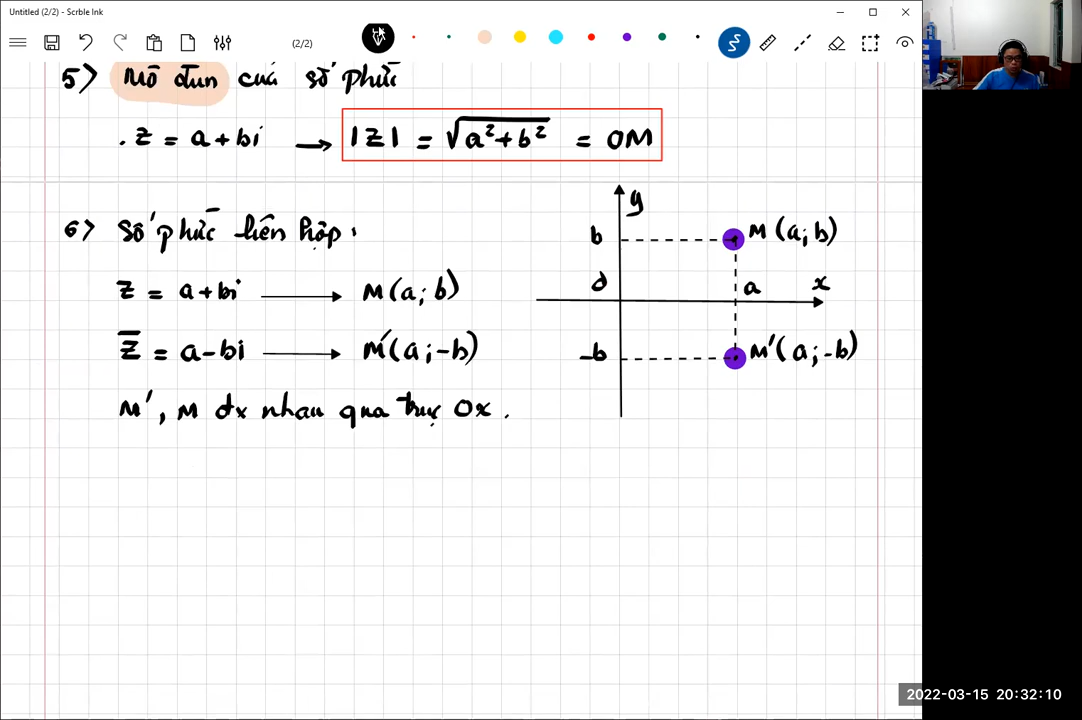 Untitled (2/2) - Scrble Ink
(2/2)
5> Mô đun của số phức
. Z = a + bi → |Z| = √a²+b² = OM
6> Số phức liên hợp :
Z = a + bi → M(a; b)
Z̅ = a - bi → M'(a; -b)
M', M đx nhau qua trục Ox.
y
b
M (a; b)
O
a
x
-b
M'(a; -b)
2022-03-15 20:32:10